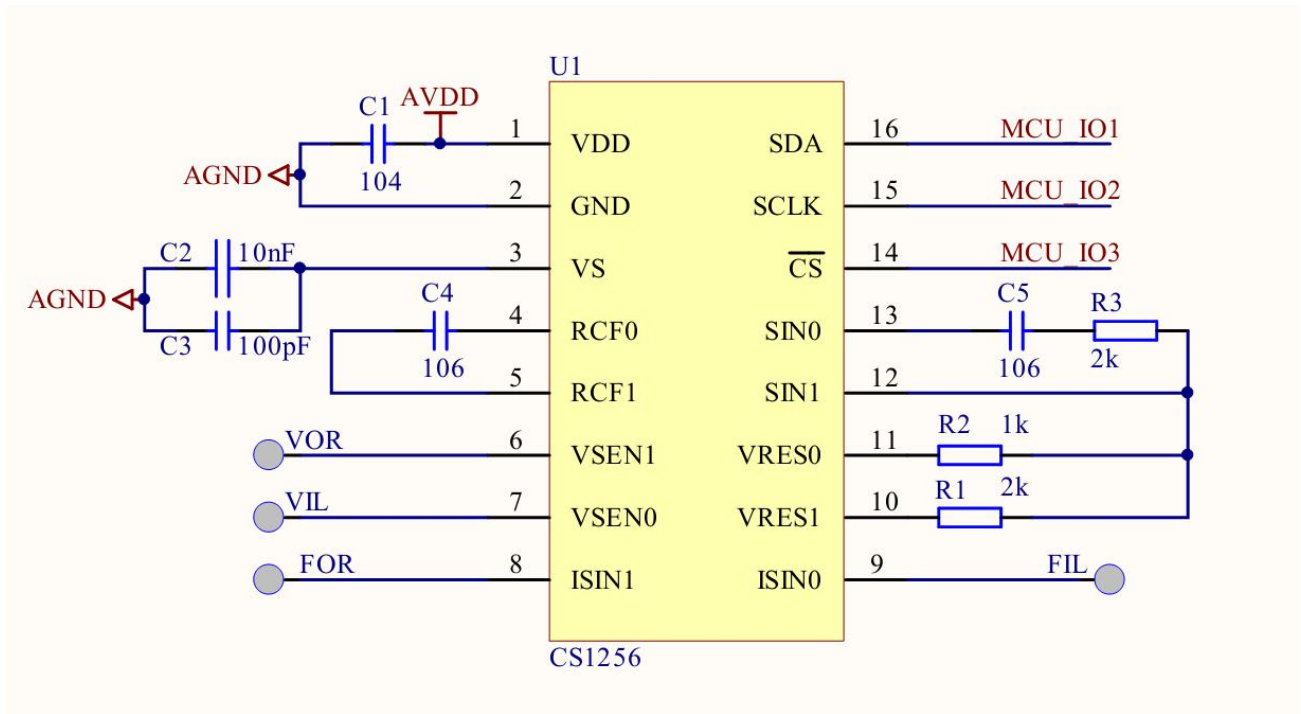 U1
C1 AVDD
1 VDD SDA 16 MCU_IO1
AGND 104
2 GND SCLK 15 MCU_IO2
C2 10nF 3 VS CS 14 MCU_IO3
AGND
C4 C5 R3
4 RCF0 SIN0 13
C3 100pF 106 106 2k
5 RCF1 SIN1 12
VOR 6 VSEN1 VRES0 11 R2 1k
VIL 7 VSEN0 VRES1 10 R1 2k
FOR 8 ISIN1 ISIN0 9 FIL
CS1256